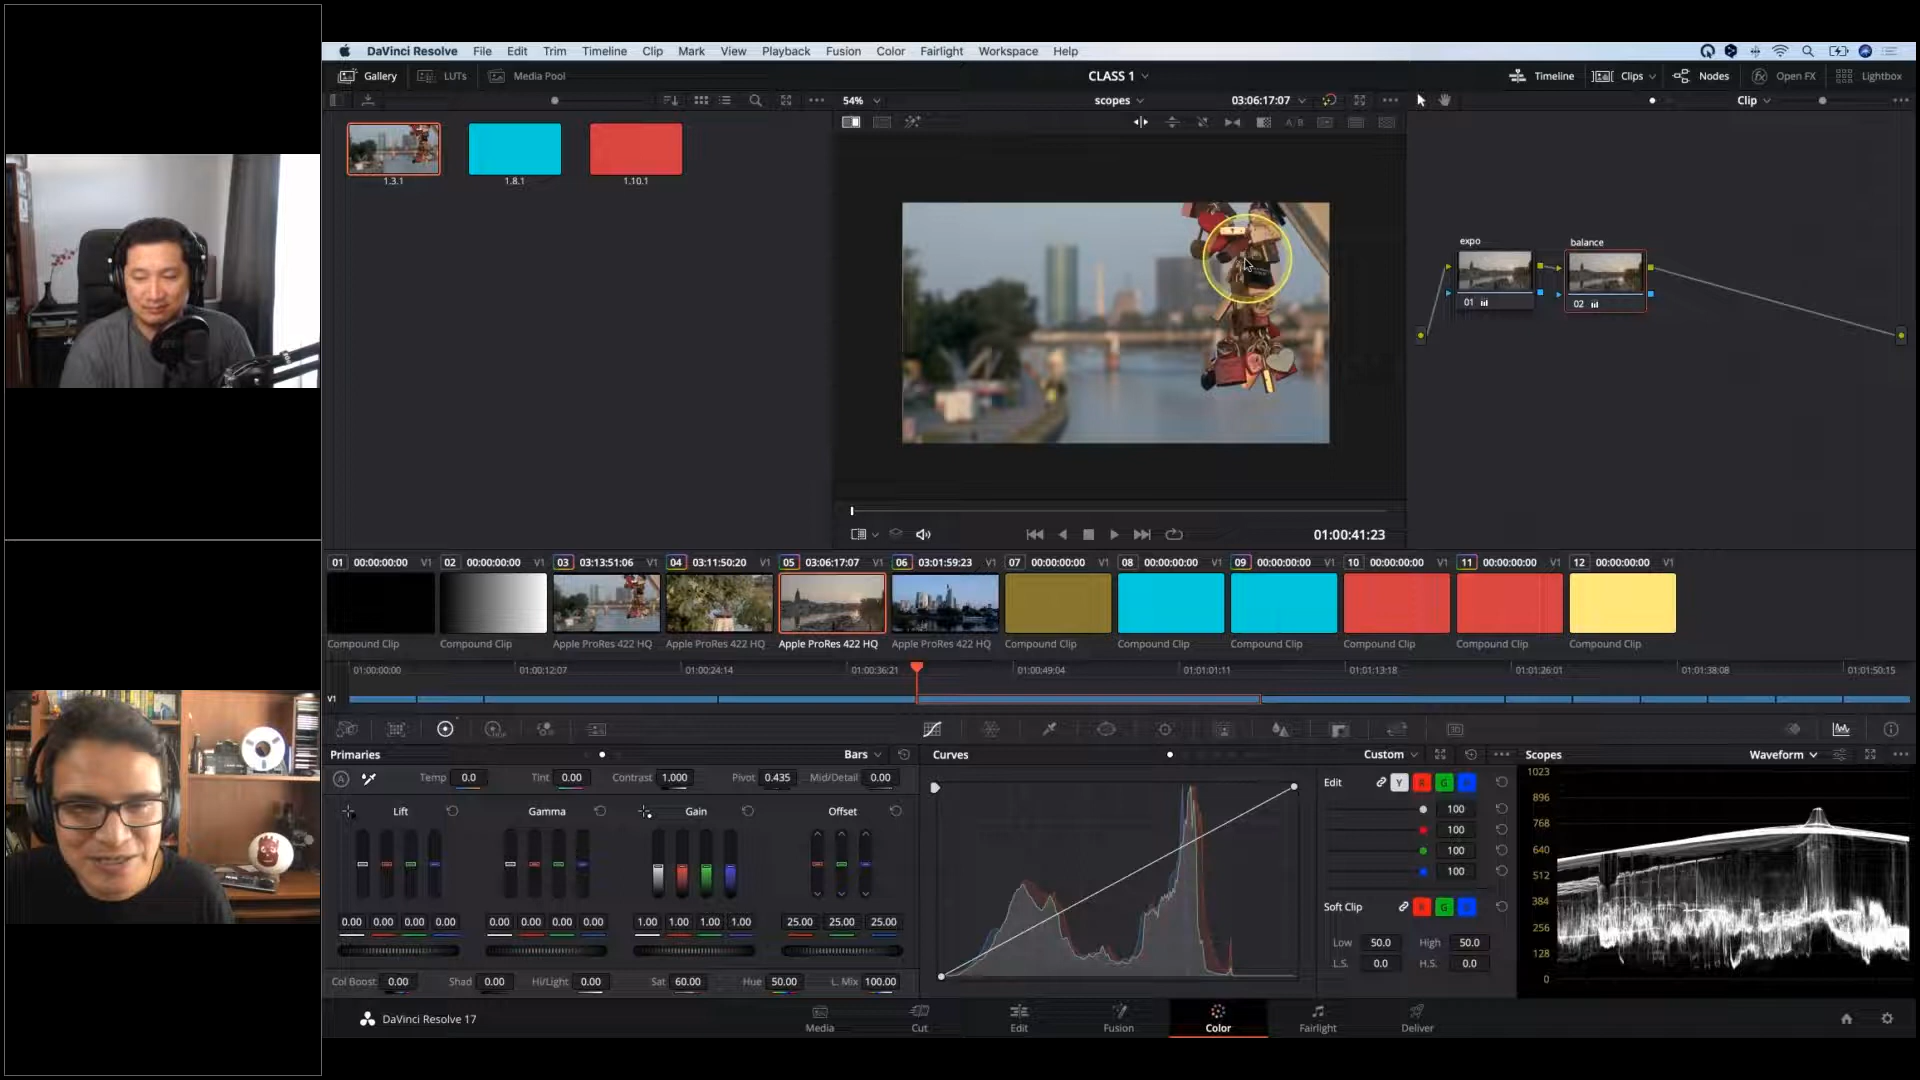 DaVinci Resolve File Edit Trim Timeline Clip Mark View Playback Fusion Color Fairlight Workspace Help
Gallery LUTs Media Pool CLASS 1 Timeline Clips Nodes Open FX Lightbox
54% scopes 03:06:17:07 Clip
1.3.1 1.8.1 1.10.1
A/B
expo balance
01 02
01:00:41:23
01 00:00:00:00 V1 02 00:00:00:00 V1 03 03:13:51:06 V1 04 03:11:50:20 V1 05 03:06:17:07 V1 06 03:01:59:23 V1 07 00:00:00:00 V1 08 00:00:00:00 V1 09 00:00:00:00 V1 10 00:00:00:00 V1 11 00:00:00:00 V1 12 00:00:00:00 V1
Compound Clip Compound Clip Apple ProRes 422 HQ Apple ProRes 422 HQ Apple ProRes 422 HQ Apple ProRes 422 HQ Compound Clip Compound Clip Compound Clip Compound Clip Compound Clip Compound Clip
01:00:00:00 01:00:12:07 01:00:24:14 01:00:36:21 01:00:49:04 01:01:01:11 01:01:13:18 01:01:26:01 01:01:38:08 01:01:50:15
V1
Primaries Bars Curves Custom Scopes Waveform
Temp 0.0 Tint 0.00 Contrast 1.000 Pivot 0.435 Mid/Detail 0.00
Lift Gamma Gain Offset
0.00 0.00 0.00 0.00 0.00 0.00 0.00 0.00 1.00 1.00 1.00 1.00 25.00 25.00 25.00
Col Boost 0.00 Shad 0.00 Hi/Light 0.00 Sat 60.00 Hue 50.00 L. Mix 100.00
Edit Y R G B
100
100
100
100
Soft Clip R G B
Low 50.0 High 50.0
L.S. 0.0 H.S. 0.0
1023
896
768
640
512
384
256
128
0
DaVinci Resolve 17 Media Cut Edit Fusion Color Fairlight Deliver